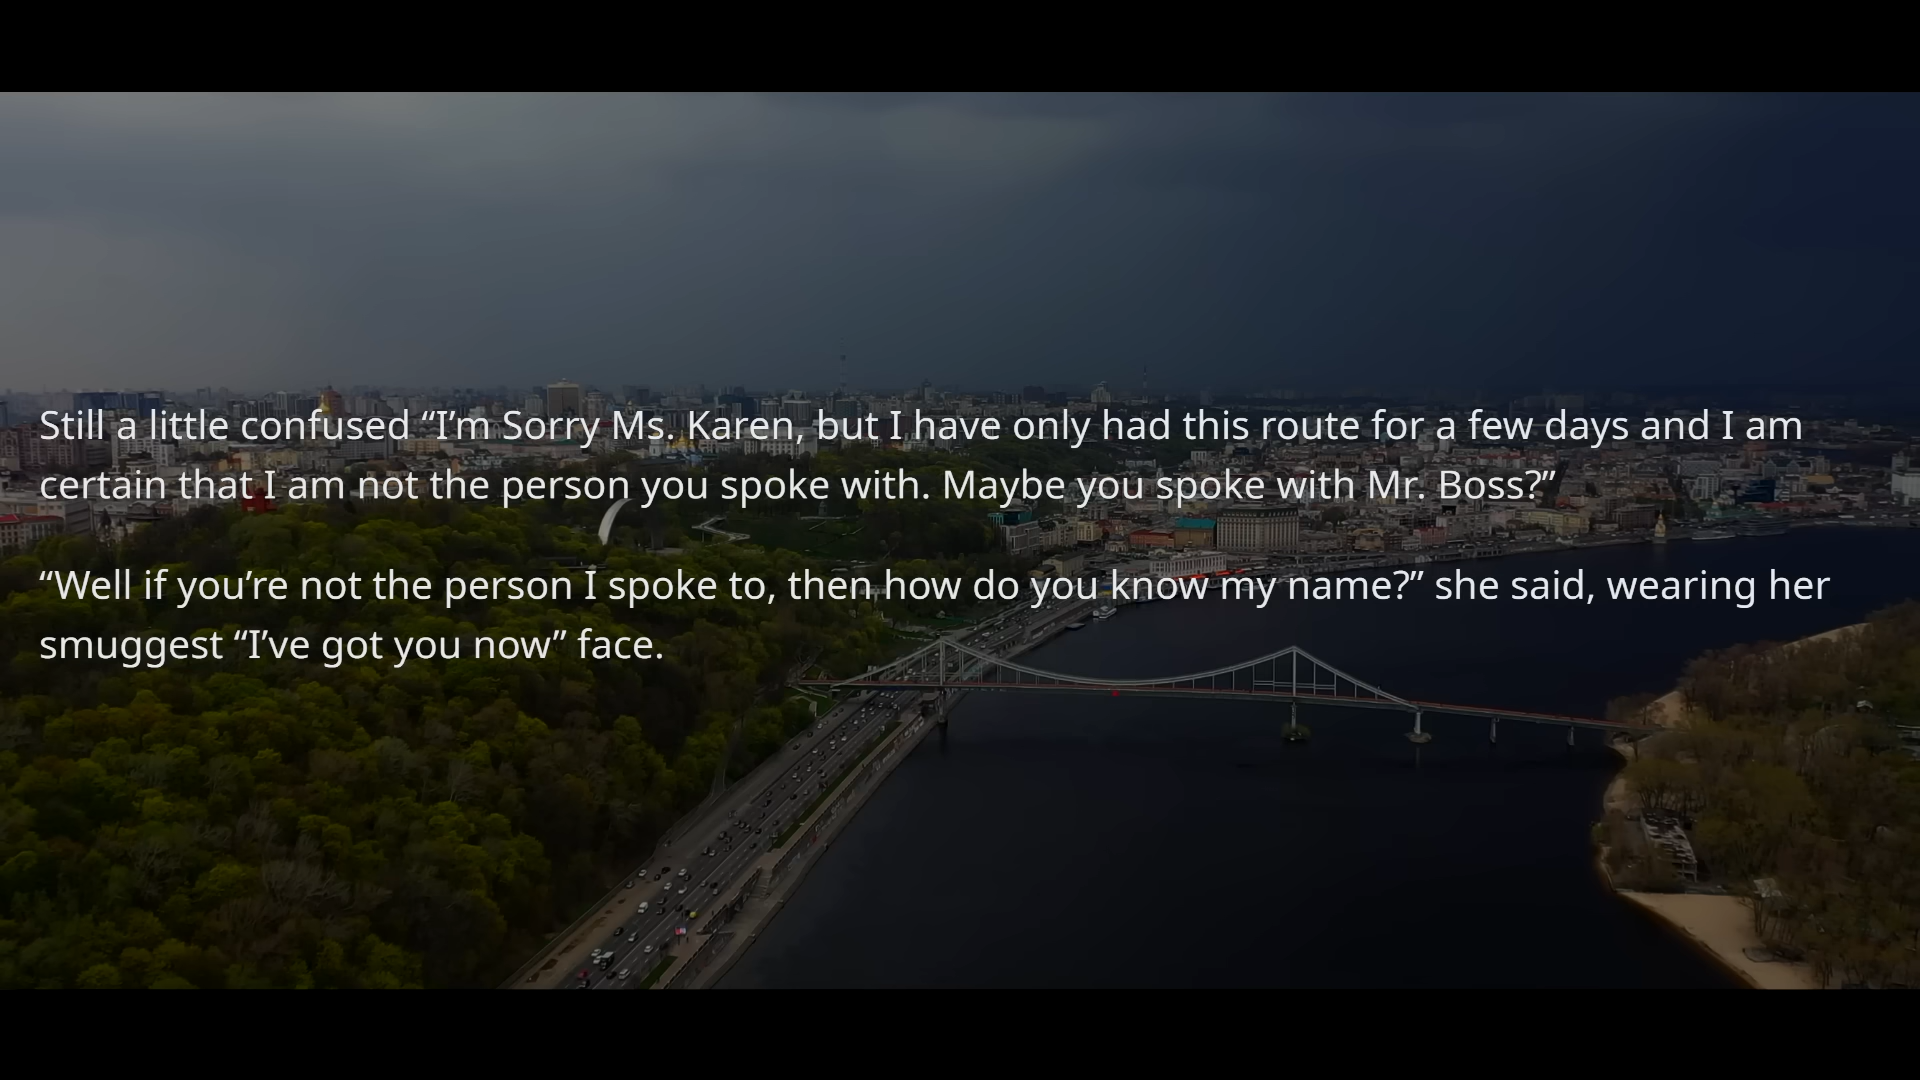 Still a little confused “I’m Sorry Ms. Karen, but I have only had this route for a few days and I am
certain that I am not the person you spoke with. Maybe you spoke with Mr. Boss?”
“Well if you’re not the person I spoke to, then how do you know my name?” she said, wearing her
smuggest “I’ve got you now” face.